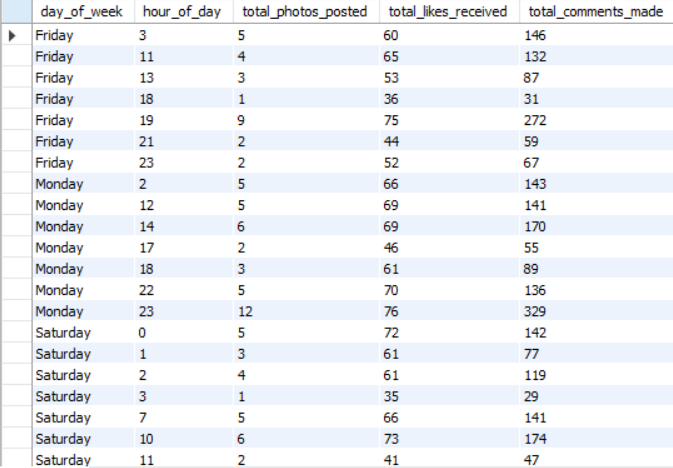 day_of_week hour_of_day total_photos_posted total_likes_received total_comments_made
Friday 3 5 60 146
Friday 11 4 65 132
Friday 13 3 53 87
Friday 18 1 36 31
Friday 19 9 75 272
Friday 21 2 44 59
Friday 23 2 52 67
Monday 2 5 66 143
Monday 12 5 69 141
Monday 14 6 69 170
Monday 17 2 46 55
Monday 18 3 61 89
Monday 22 5 70 136
Monday 23 12 76 329
Saturday 0 5 72 142
Saturday 1 3 61 77
Saturday 2 4 61 119
Saturday 3 1 35 29
Saturday 7 5 66 141
Saturday 10 6 73 174
Saturday 11 2 41 47